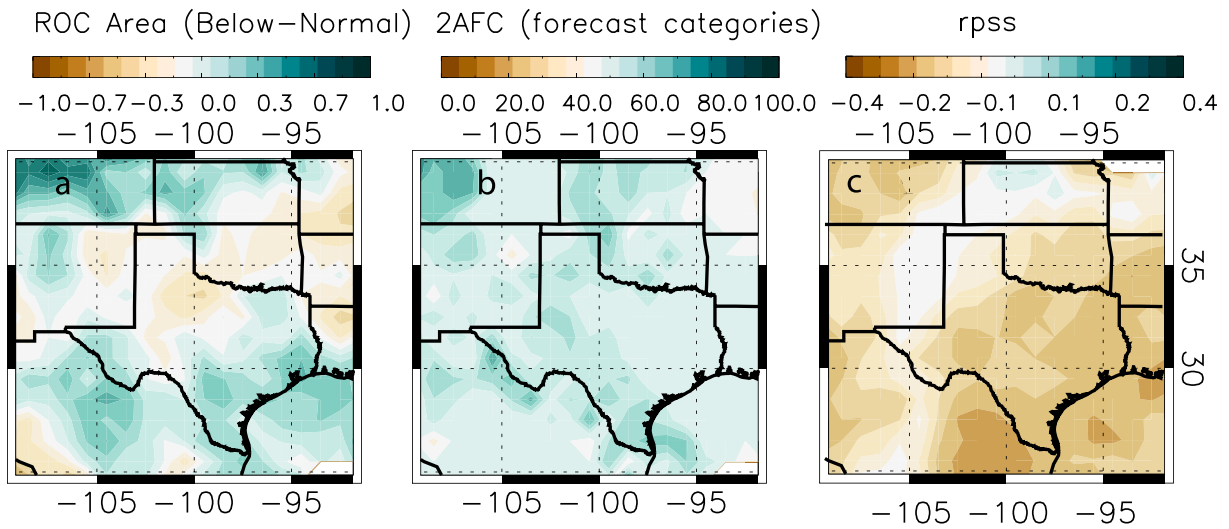 ROC Area (Below−Normal) 2AFC (forecast categories) rpss
−1.0−0.7−0.3 0.0 0.3 0.7 1.0 0.0 20.0 40.0 60.0 80.0 100.0 −0.4 −0.2 −0.1 0.1 0.2 0.4
−105 −100 −95 −105 −100 −95 −105 −100 −95
a b c
35
30
−105 −100 −95 −105 −100 −95 −105 −100 −95